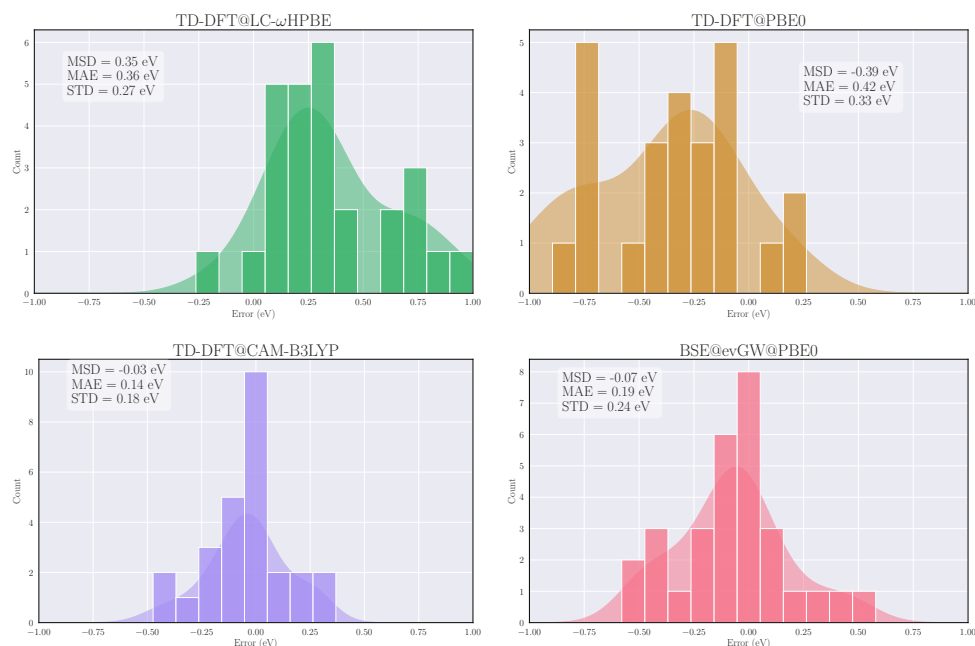 TD-DFT@LC-ωHPBE
MSD = 0.35 eV
MAE = 0.36 eV
STD = 0.27 eV
6
5
4
3
2
1
0
Count
−1.00 −0.75 −0.50 −0.25 0.00 0.25 0.50 0.75 1.00
Error (eV)
TD-DFT@PBE0
MSD = -0.39 eV
MAE = 0.42 eV
STD = 0.33 eV
5
4
3
2
1
0
Count
−1.00 −0.75 −0.50 −0.25 0.00 0.25 0.50 0.75 1.00
Error (eV)
TD-DFT@CAM-B3LYP
MSD = -0.03 eV
MAE = 0.14 eV
STD = 0.18 eV
10
8
6
4
2
0
Count
−1.00 −0.75 −0.50 −0.25 0.00 0.25 0.50 0.75 1.00
Error (eV)
BSE@evGW@PBE0
MSD = -0.07 eV
MAE = 0.19 eV
STD = 0.24 eV
8
7
6
5
4
3
2
1
0
Count
−1.00 −0.75 −0.50 −0.25 0.00 0.25 0.50 0.75 1.00
Error (eV)